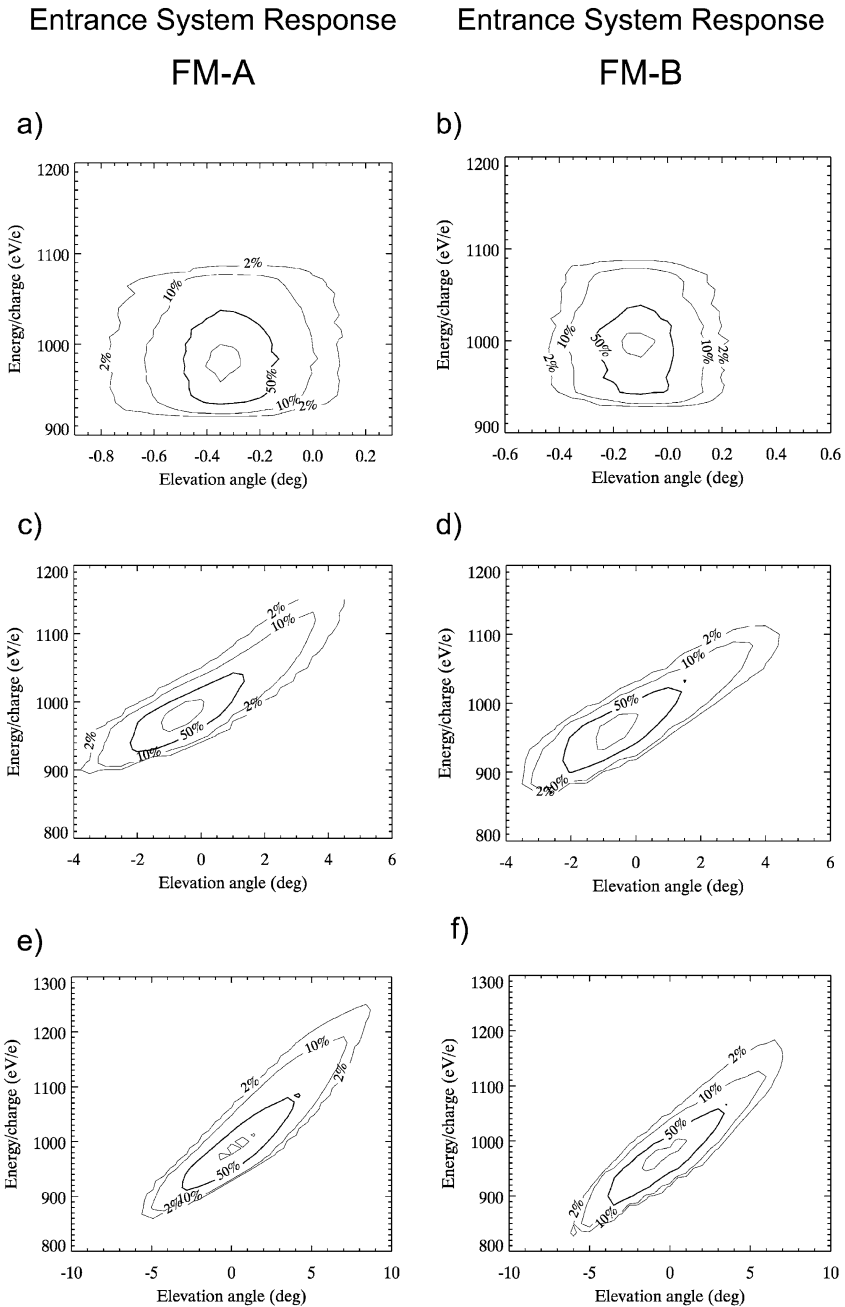 Entrance System Response Entrance System Response
FM-A FM-B
a) b)
1200
1100
1000
900
Energy/charge (eV/e)
2%
10%
2%
50%
10%
2%
-0.8 -0.6 -0.4 -0.2 0.0 0.2
Elevation angle (deg)
1200
1100
1000
900
Energy/charge (eV/e)
10%
50%
2%
10%
2%
-0.6 -0.4 -0.2 -0.0 0.2 0.4 0.6
Elevation angle (deg)
c) d)
1200
1100
1000
900
800
Energy/charge (eV/e)
2%
10%
2%
50%
2%
10%
-4 -2 0 2 4 6
Elevation angle (deg)
1200
1100
1000
900
800
Energy/charge (eV/e)
2%
10%
50%
2%
10%
-4 -2 0 2 4 6
Elevation angle (deg)
e) f)
1300
1200
1100
1000
900
800
Energy/charge (eV/e)
10%
2%
2%
50%
2%
10%
-10 -5 0 5 10
Elevation angle (deg)
1300
1200
1100
1000
900
800
Energy/charge (eV/e)
2%
10%
50%
2%
10%
-10 -5 0 5 10
Elevation angle (deg)